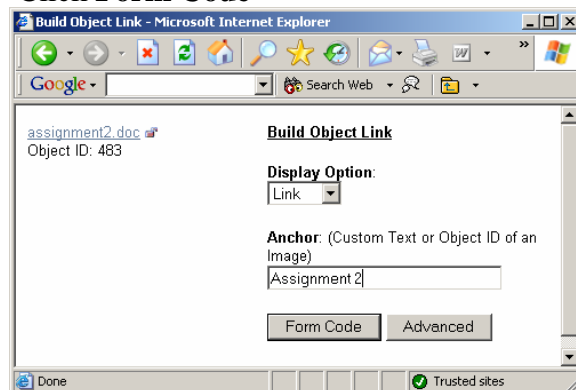 Click Form Code
Build Object Link - Microsoft Internet Explorer
Google
Search Web
»
assignment2.doc
Object ID: 483
Build Object Link
Display Option:
Link
Anchor: (Custom Text or Object ID of an
Image)
Assignment 2
Form Code Advanced
Done
Trusted sites